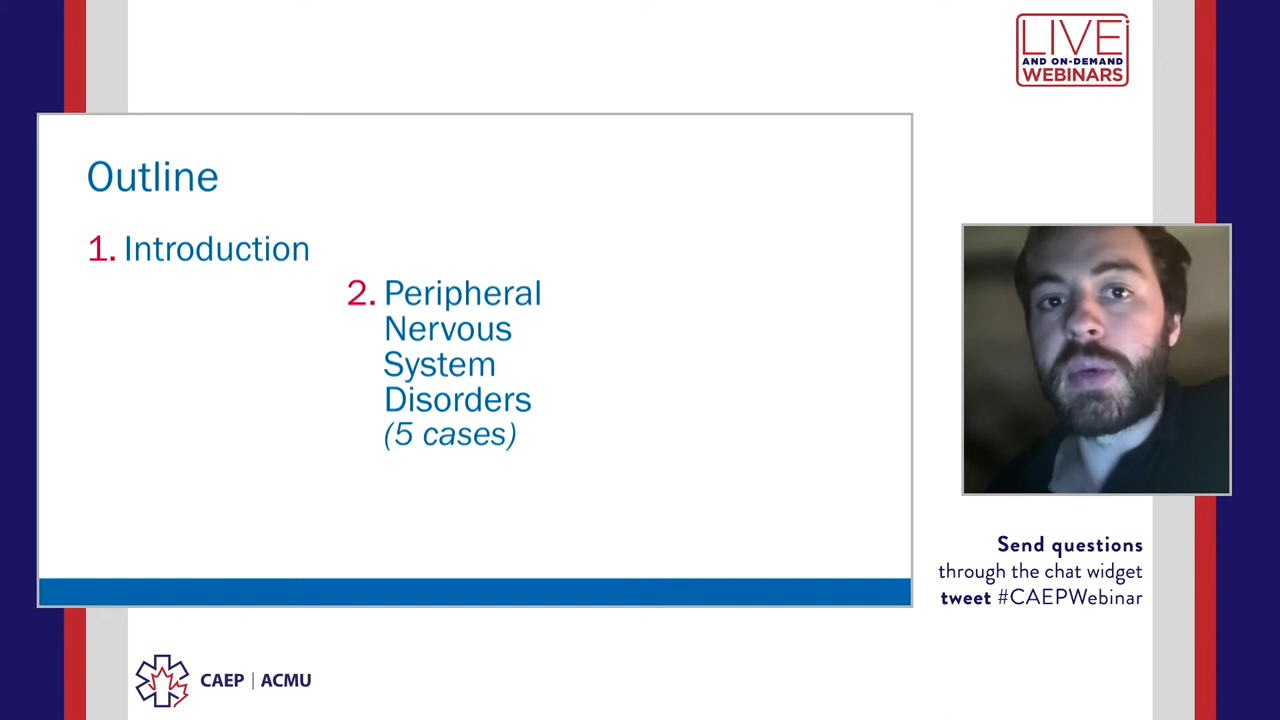 LIVE
AND ON-DEMAND
WEBINARS
Outline
1. Introduction
2. Peripheral
Nervous
System
Disorders
(5 cases)
Send questions
through the chat widget
tweet #CAEPWebinar
CAEP | ACMU